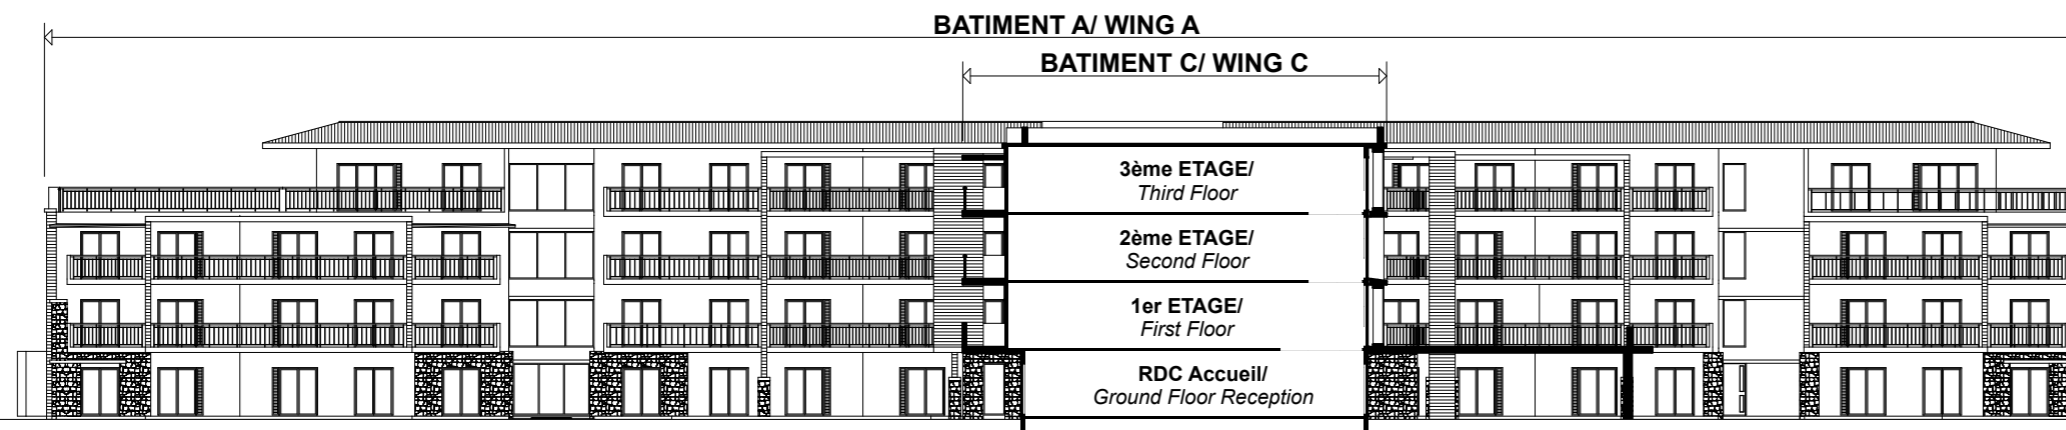 BATIMENT A/ WING A
BATIMENT C/ WING C
3ème ETAGE/
Third Floor
2ème ETAGE/
Second Floor
1er ETAGE/
First Floor
RDC Accueil/
Ground Floor Reception